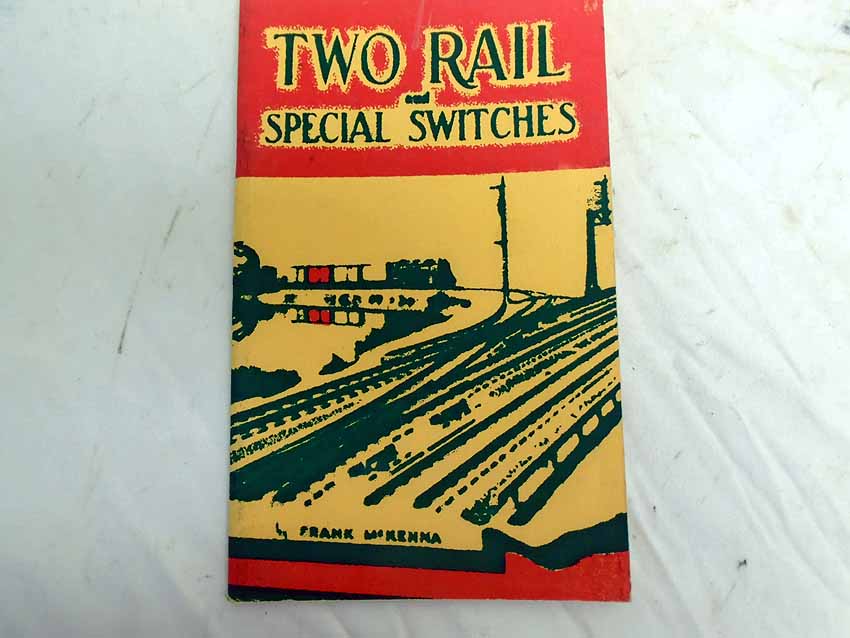 TWO RAIL
and
SPECIAL SWITCHES
by FRANK McKENNA